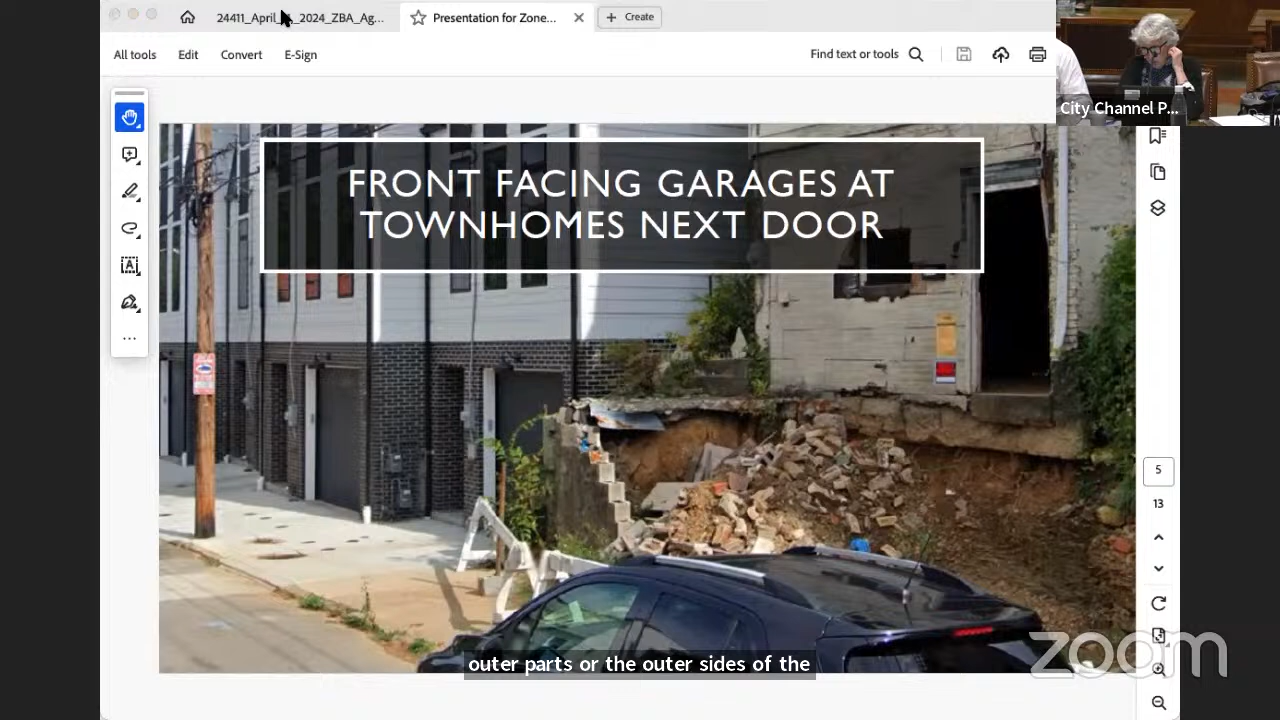 24411_April_
_2024_ZBA_Ag...
Presentation for Zone...
Create
All tools
Edit
Convert
E-Sign
Find text or tools
City Channel P...
FRONT FACING GARAGES AT
TOWNHOMES NEXT DOOR
5
13
outer parts or the outer sides of the
zoom